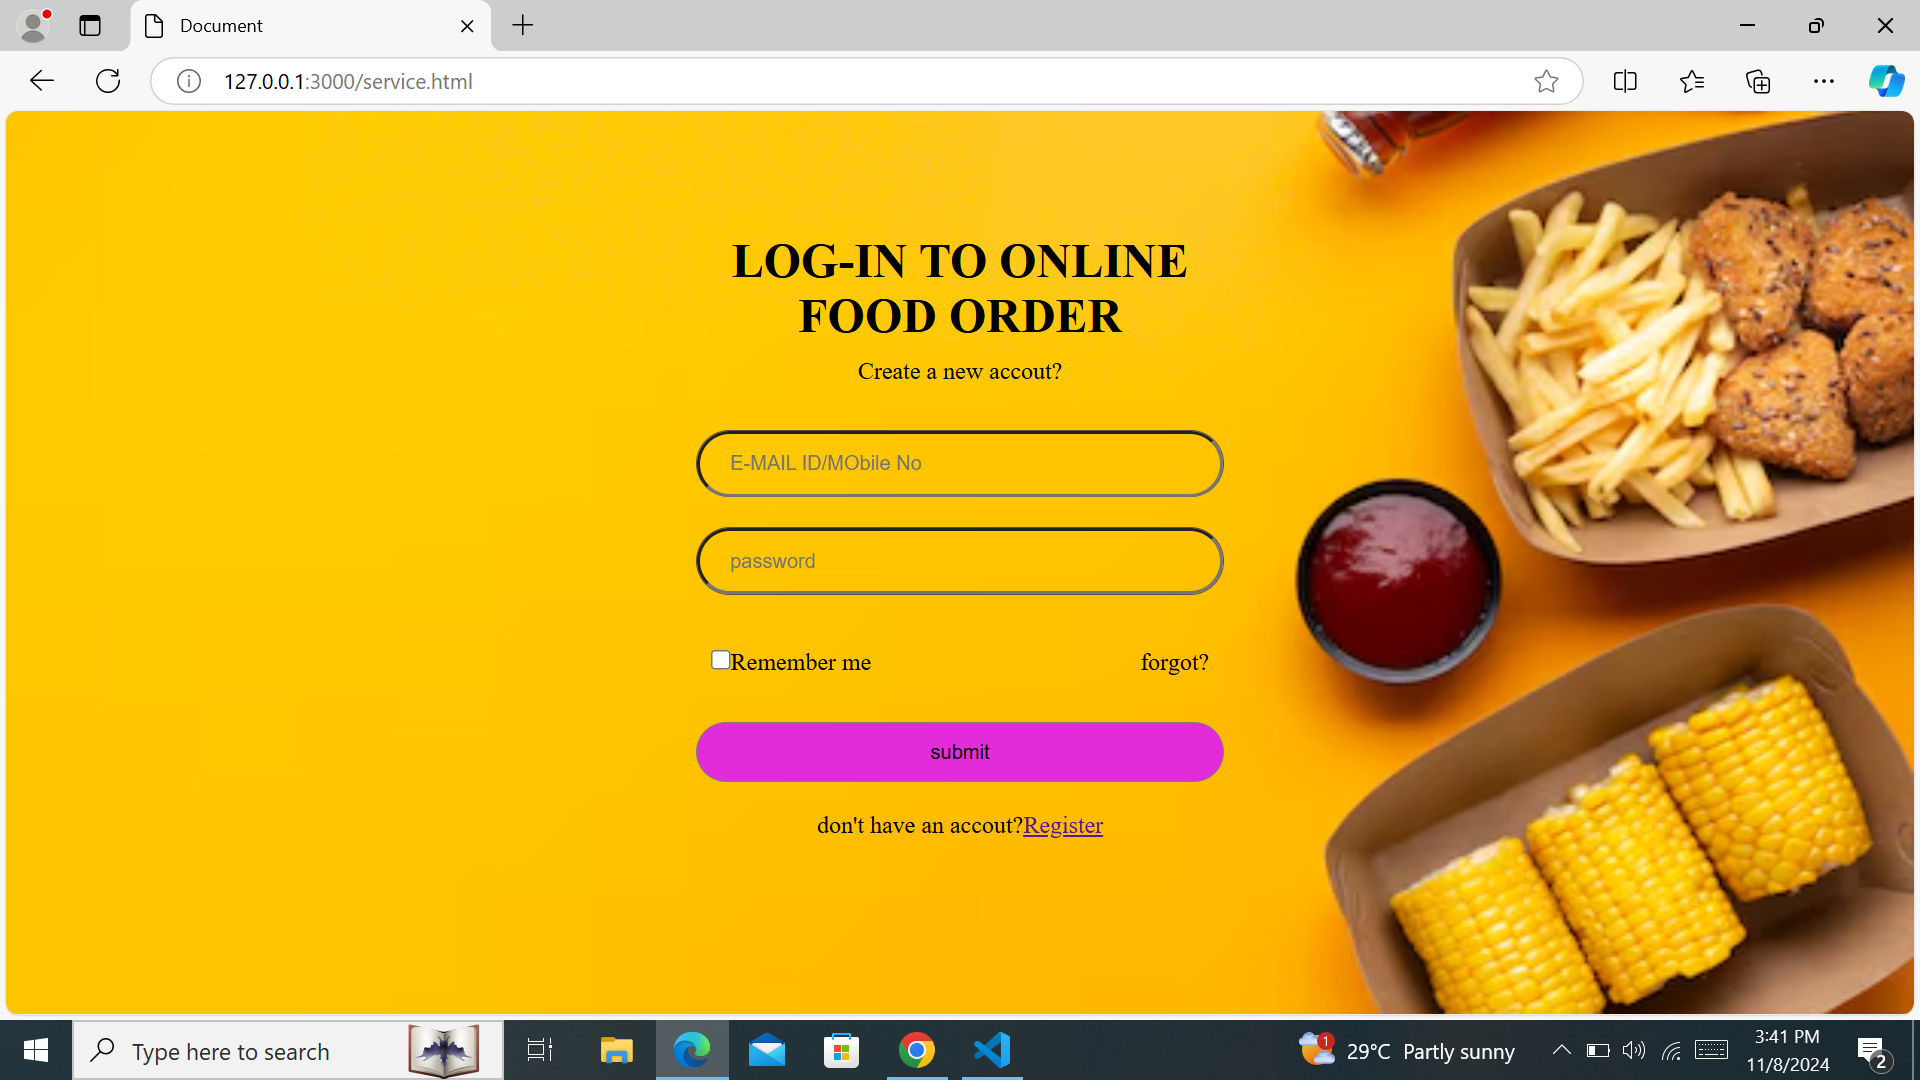 Document
127.0.0.1:3000/service.html
LOG-IN TO ONLINE
FOOD ORDER
Create a new accout?
E-MAIL ID/MObile No
password
Remember me
forgot?
submit
don't have an accout?Register
Type here to search
1
29°C Partly sunny
3:41 PM
11/8/2024
2